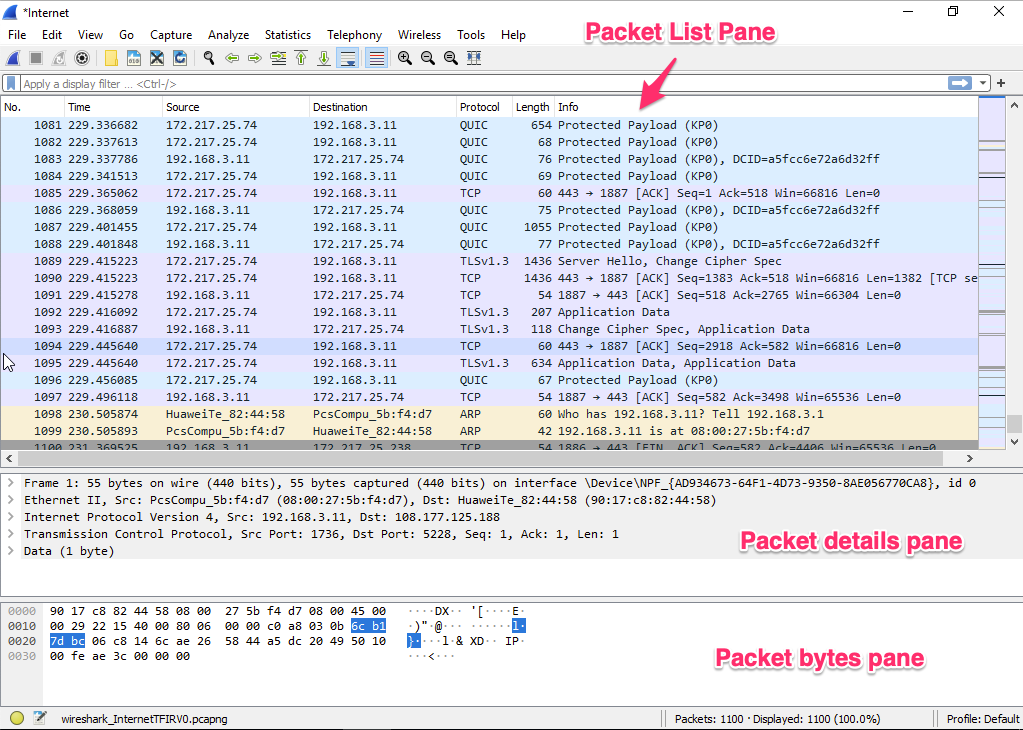 *Internet
File Edit View Go Capture Analyze Statistics Telephony Wireless Tools Help
Packet List Pane
Apply a display filter ... <Ctrl-/>
No. Time Source Destination Protocol Length Info
1081 229.336682 172.217.25.74 192.168.3.11 QUIC 654 Protected Payload (KP0)
1082 229.337613 172.217.25.74 192.168.3.11 QUIC 68 Protected Payload (KP0)
1083 229.337786 192.168.3.11 172.217.25.74 QUIC 76 Protected Payload (KP0), DCID=a5fcc6e72a6d32ff
1084 229.341513 172.217.25.74 192.168.3.11 QUIC 69 Protected Payload (KP0)
1085 229.365062 172.217.25.74 192.168.3.11 TCP 60 443 → 1887 [ACK] Seq=1 Ack=518 Win=66816 Len=0
1086 229.368059 192.168.3.11 172.217.25.74 QUIC 75 Protected Payload (KP0), DCID=a5fcc6e72a6d32ff
1087 229.401455 172.217.25.74 192.168.3.11 QUIC 1055 Protected Payload (KP0)
1088 229.401848 192.168.3.11 172.217.25.74 QUIC 77 Protected Payload (KP0), DCID=a5fcc6e72a6d32ff
1089 229.415223 172.217.25.74 192.168.3.11 TLSv1.3 1436 Server Hello, Change Cipher Spec
1090 229.415223 172.217.25.74 192.168.3.11 TCP 1436 443 → 1887 [ACK] Seq=1383 Ack=518 Win=66816 Len=1382 [TCP se
1091 229.415278 192.168.3.11 172.217.25.74 TCP 54 1887 → 443 [ACK] Seq=518 Ack=2765 Win=66304 Len=0
1092 229.416092 172.217.25.74 192.168.3.11 TLSv1.3 207 Application Data
1093 229.416887 192.168.3.11 172.217.25.74 TLSv1.3 118 Change Cipher Spec, Application Data
1094 229.445640 172.217.25.74 192.168.3.11 TCP 60 443 → 1887 [ACK] Seq=2918 Ack=582 Win=66816 Len=0
1095 229.445640 172.217.25.74 192.168.3.11 TLSv1.3 634 Application Data, Application Data
1096 229.456085 172.217.25.74 192.168.3.11 QUIC 67 Protected Payload (KP0)
1097 229.496118 192.168.3.11 172.217.25.74 TCP 54 1887 → 443 [ACK] Seq=582 Ack=3498 Win=65536 Len=0
1098 230.505874 HuaweiTe_82:44:58 PcsCompu_5b:f4:d7 ARP 60 Who has 192.168.3.11? Tell 192.168.3.1
1099 230.505893 PcsCompu_5b:f4:d7 HuaweiTe_82:44:58 ARP 42 192.168.3.11 is at 08:00:27:5b:f4:d7
1100 231.369525 192.168.3.11 172.217.25.238 TCP 54 1886 → 443 [FIN, ACK] Seq=582 Ack=4406 Win=65536 Len=0
Frame 1: 55 bytes on wire (440 bits), 55 bytes captured (440 bits) on interface \Device\NPF_{AD934673-64F1-4D73-9350-8AE056770CA8}, id 0
Ethernet II, Src: PcsCompu_5b:f4:d7 (08:00:27:5b:f4:d7), Dst: HuaweiTe_82:44:58 (90:17:c8:82:44:58)
Internet Protocol Version 4, Src: 192.168.3.11, Dst: 108.177.125.188
Transmission Control Protocol, Src Port: 1736, Dst Port: 5228, Seq: 1, Ack: 1, Len: 1
Data (1 byte)
Packet details pane
0000 90 17 c8 82 44 58 08 00 27 5b f4 d7 08 00 45 00 ····DX·· '[····E·
0010 00 29 22 15 40 00 80 06 00 00 c0 a8 03 0b 6c b1 ·)"·@··· ······l·
0020 7d bc 06 c8 14 6c ae 26 58 44 a5 dc 20 49 50 10 }····l·& XD·· IP·
0030 00 fe ae 3c 00 00 00 ···<···
Packet bytes pane
wireshark_InternetTFIRV0.pcapng Packets: 1100 · Displayed: 1100 (100.0%) Profile: Default